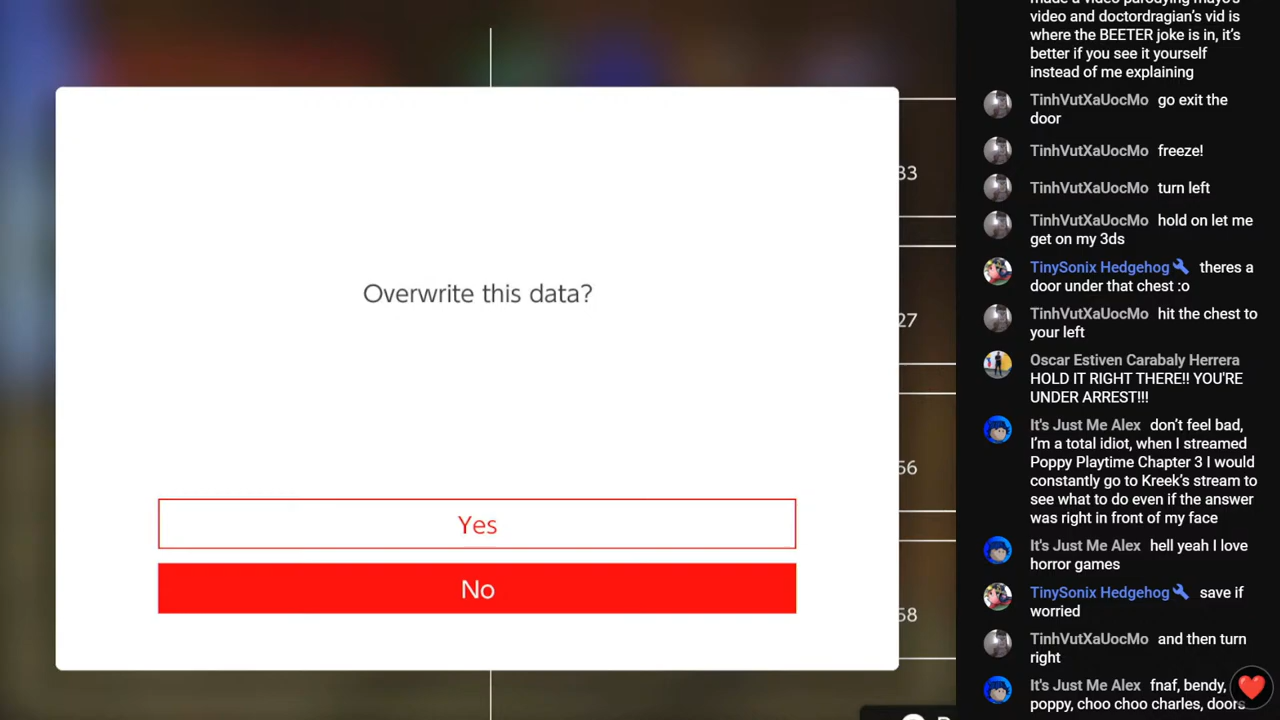 Overwrite this data?
Yes
No
33
27
56
58
made a video parodying mayo's
video and doctordragian's vid is
where the BEETER joke is in, it's
better if you see it yourself
instead of me explaining
TinhVutXaUocMo go exit the
door
TinhVutXaUocMo freeze!
TinhVutXaUocMo turn left
TinhVutXaUocMo hold on let me
get on my 3ds
TinySonix Hedgehog theres a
door under that chest :o
TinhVutXaUocMo hit the chest to
your left
Oscar Estiven Carabaly Herrera
HOLD IT RIGHT THERE!! YOU'RE
UNDER ARREST!!!
It's Just Me Alex don't feel bad,
I'm a total idiot, when I streamed
Poppy Playtime Chapter 3 I would
constantly go to Kreek's stream to
see what to do even if the answer
was right in front of my face
It's Just Me Alex hell yeah I love
horror games
TinySonix Hedgehog save if
worried
TinhVutXaUocMo and then turn
right
It's Just Me Alex fnaf, bendy,
poppy, choo choo charles, doors